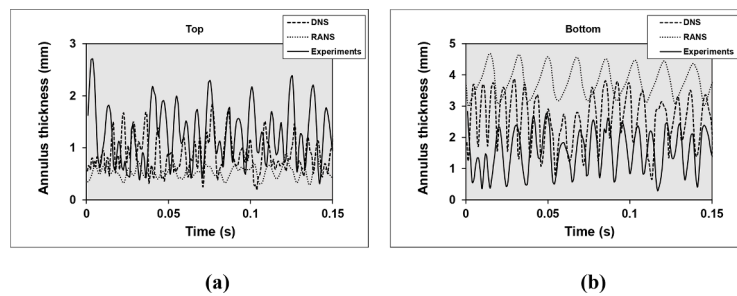 Top
DNS
RANS
Experiments
Annulus thickness (mm)
3
2
1
0
0
0.05
0.1
0.15
Time (s)
(a)
Bottom
DNS
RANS
Experiments
Annulus thickness (mm)
5
4
3
2
1
0
0
0.05
0.1
0.15
Time (s)
(b)